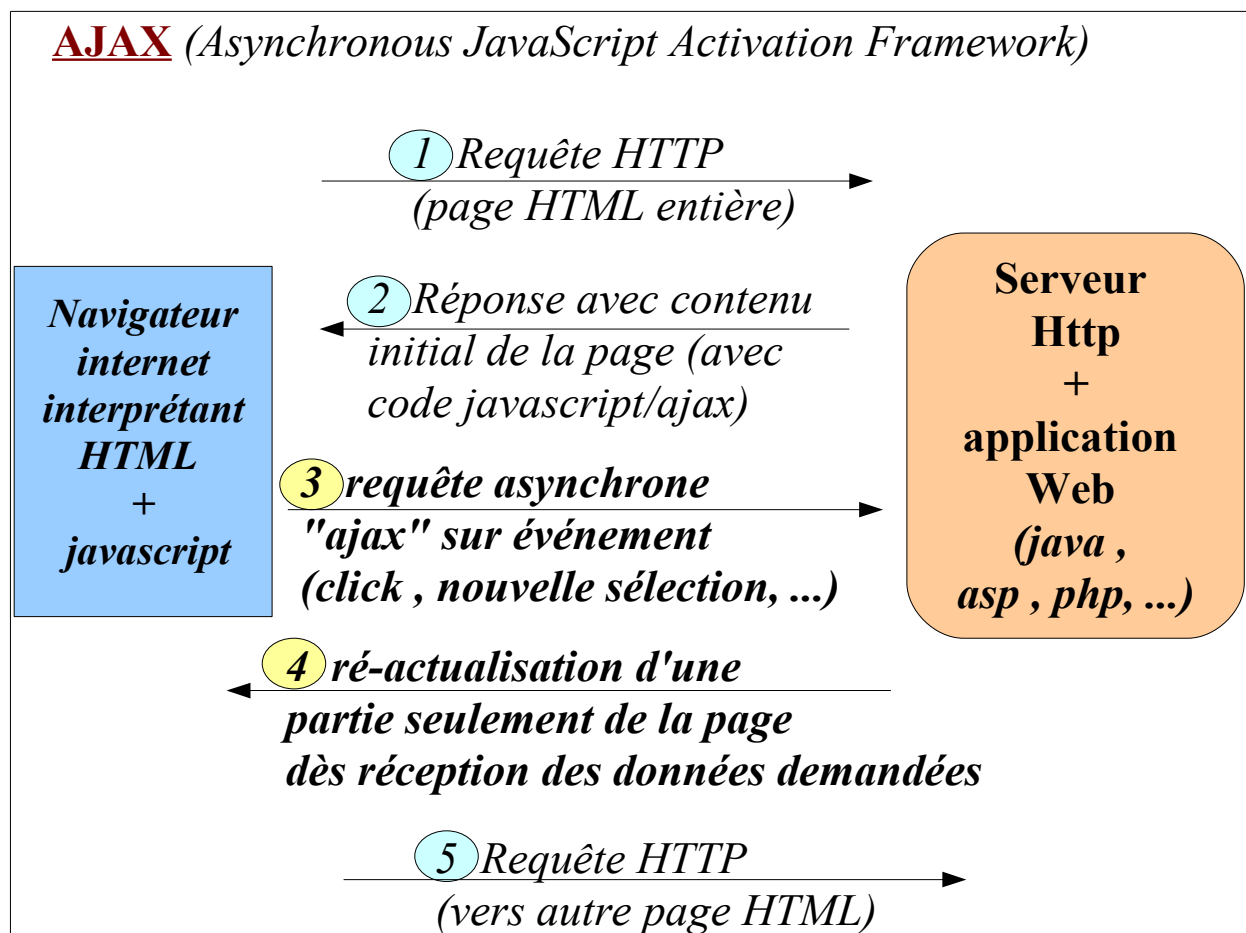 AJAX (Asynchronous JavaScript Activation Framework)
1 Requête HTTP
(page HTML entière)
Navigateur
internet
interprétant
HTML
+
javascript
2 Réponse avec contenu
initial de la page (avec
code javascript/ajax)
3 requête asynchrone
"ajax" sur événement
(click , nouvelle sélection, ...)
4 ré-actualisation d'une
partie seulement de la page
dès réception des données demandées
Serveur
Http
+
application
Web
(java ,
asp , php, ...)
5 Requête HTTP
(vers autre page HTML)